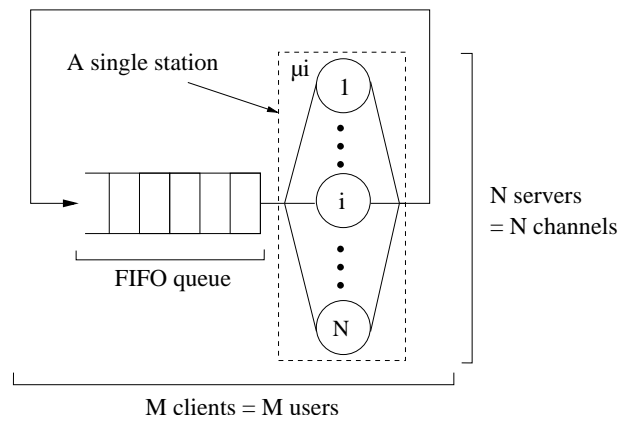 A single station
μi
1
i
N
N servers
= N channels
FIFO queue
M clients = M users